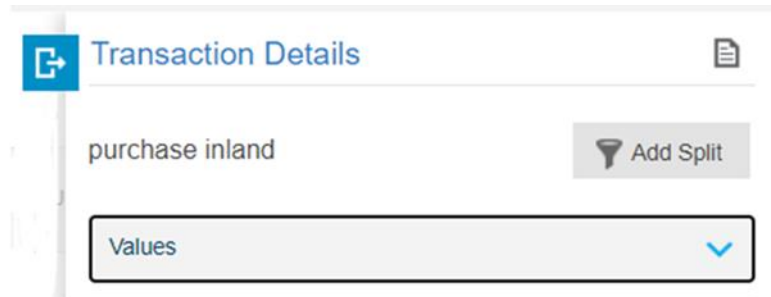 Transaction Details
purchase inland
Add Split
Values